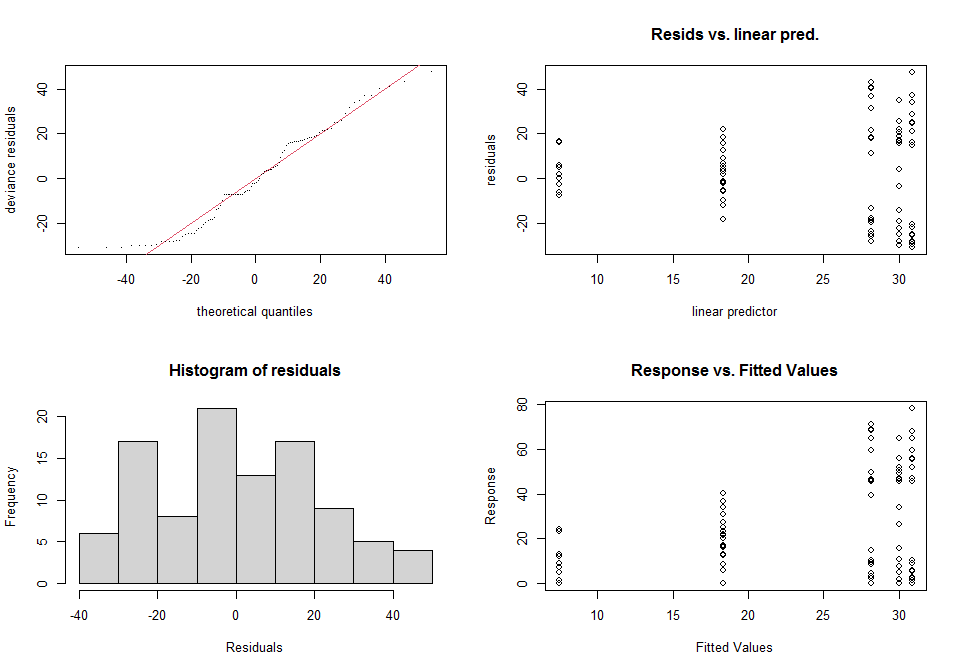 deviance residuals
-20 0 20 40
-40 -20 0 20 40
theoretical quantiles
Resids vs. linear pred.
residuals
-20 0 20 40
10 15 20 25 30
linear predictor
Histogram of residuals
Frequency
0 5 10 15 20
-40 -20 0 20 40
Residuals
Response vs. Fitted Values
Response
0 20 40 60 80
10 15 20 25 30
Fitted Values